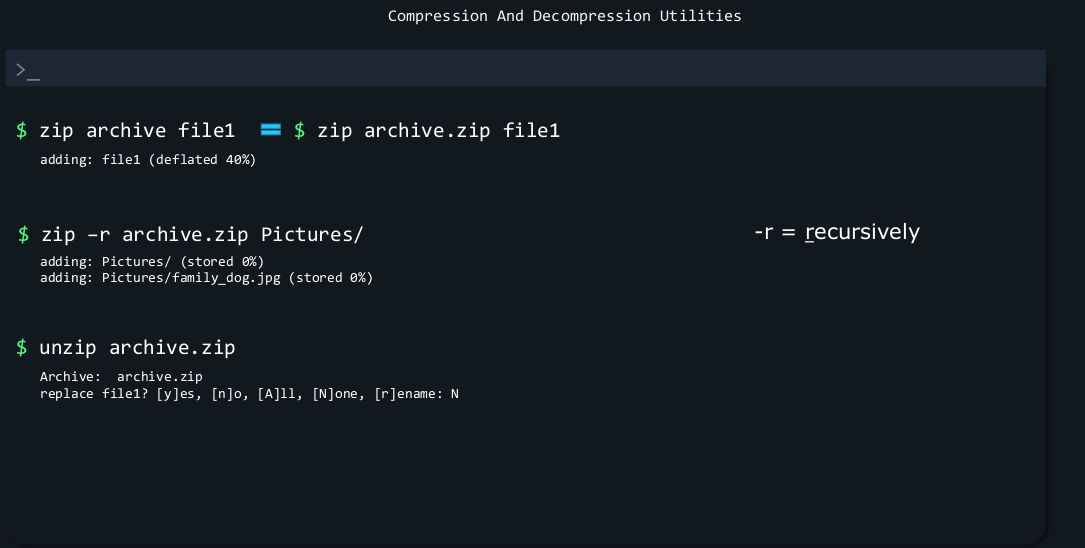 Compression And Decompression Utilities
>_
$ zip archive file1 = $ zip archive.zip file1
adding: file1 (deflated 40%)
$ zip –r archive.zip Pictures/
-r = recursively
adding: Pictures/ (stored 0%)
adding: Pictures/family_dog.jpg (stored 0%)
$ unzip archive.zip
Archive:  archive.zip
replace file1? [y]es, [n]o, [A]ll, [N]one, [r]ename: N